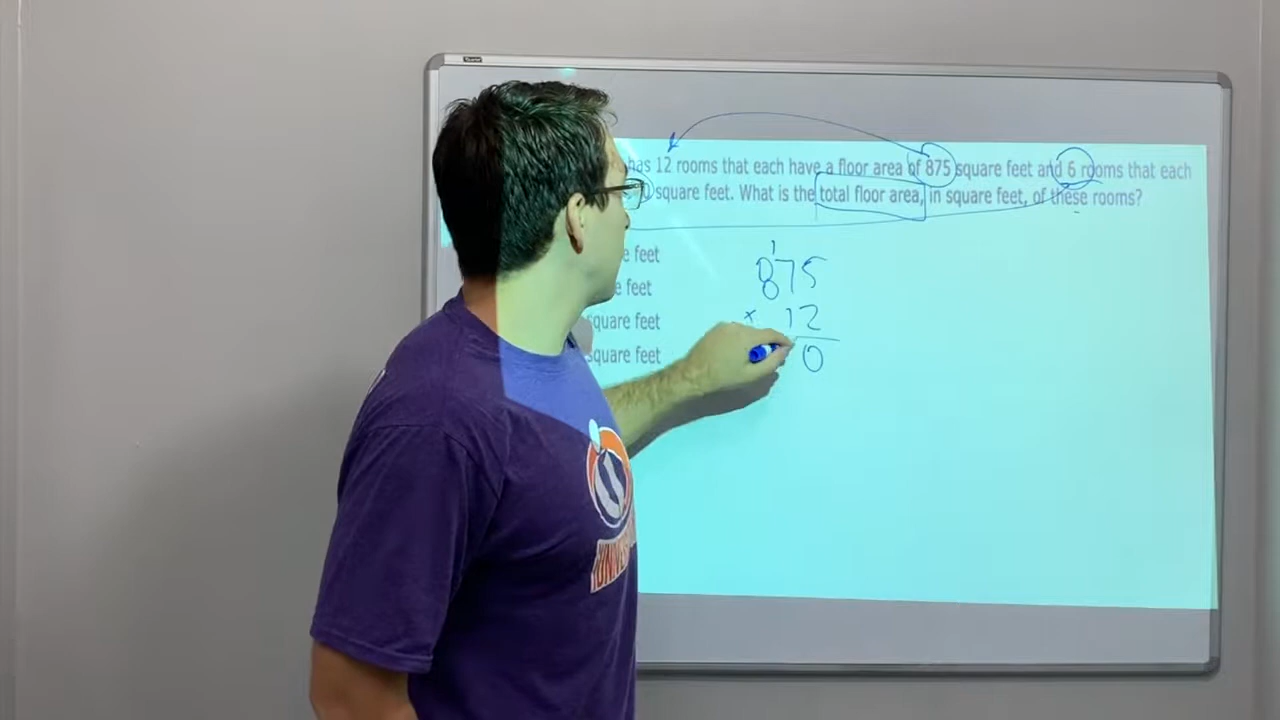 has 12 rooms that each have a floor area of 875 square feet and 6 rooms that each
square feet. What is the total floor area, in square feet, of these rooms?
e feet
e feet
square feet
square feet
1
875
x 12
0